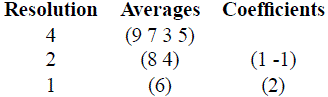 Resolution Averages Coefficients
4 (9 7 3 5)
2 (8 4) (1 -1)
1 (6) (2)